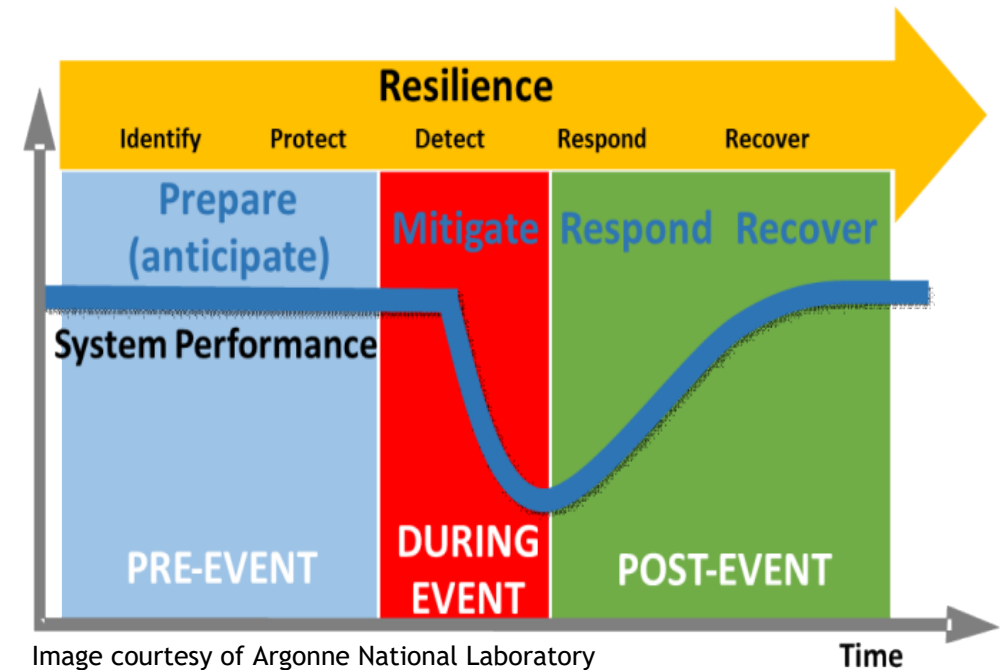 Resilience
Identify Protect Detect Respond Recover
Prepare
(anticipate)
Mitigate
Respond Recover
System Performance
PRE-EVENT
DURING
EVENT
POST-EVENT
Image courtesy of Argonne National Laboratory
Time